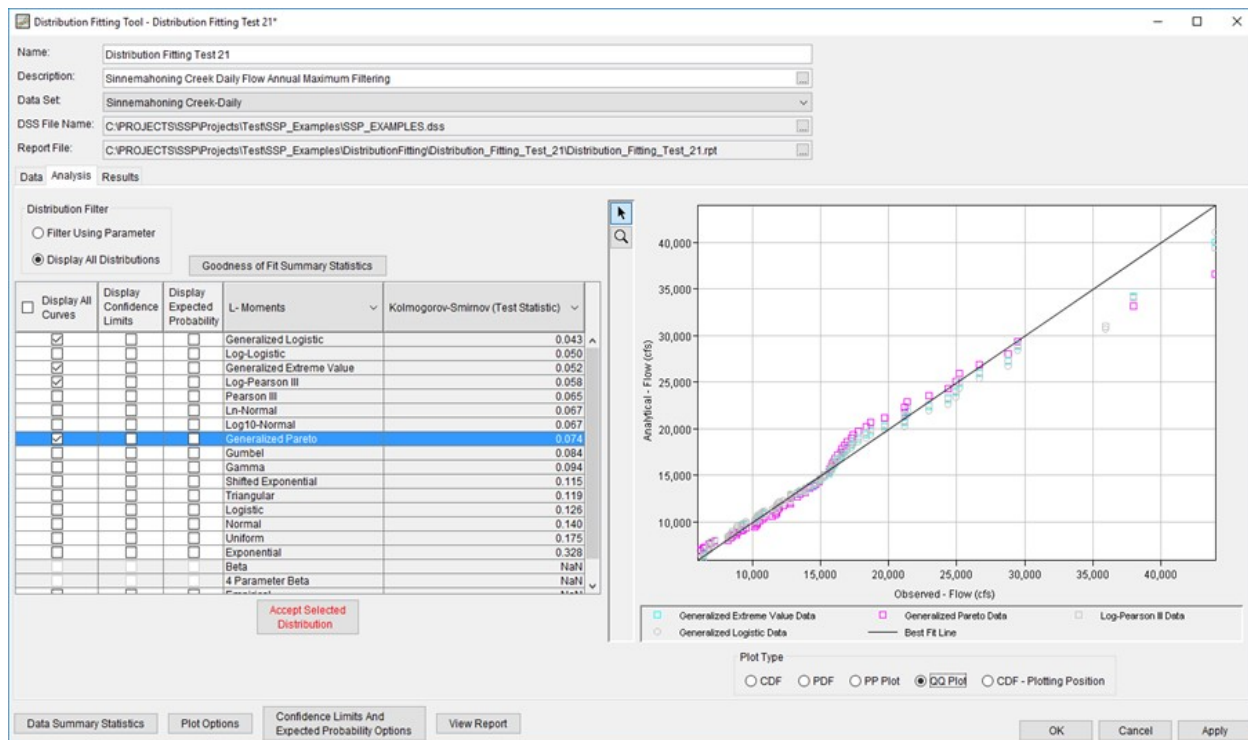 Distribution Fitting Tool - Distribution Fitting Test 21*
Name: Distribution Fitting Test 21
Description: Sinnemahoning Creek Daily Flow Annual Maximum Filtering ...
Data Set: Sinnemahoning Creek-Daily
DSS File Name: C:\PROJECTS\SSP\Projects\Test\SSP_Examples\SSP_EXAMPLES.dss ...
Report File: C:\PROJECTS\SSP\Projects\Test\SSP_Examples\DistributionFitting\Distribution_Fitting_Test_21\Distribution_Fitting_Test_21.rpt ...
Data Analysis Results
Distribution Filter
Filter Using Parameter
Display All Distributions
Goodness of Fit Summary Statistics
Display All Curves
Display Confidence Limits
Display Expected Probability
L- Moments
Kolmogorov-Smirnov (Test Statistic)
Generalized Logistic 0.043
Log-Logistic 0.050
Generalized Extreme Value 0.052
Log-Pearson III 0.058
Pearson III 0.065
Ln-Normal 0.067
Log10-Normal 0.067
Generalized Pareto 0.074
Gumbel 0.084
Gamma 0.094
Shifted Exponential 0.115
Triangular 0.119
Logistic 0.126
Normal 0.140
Uniform 0.175
Exponential 0.328
Beta NaN
4 Parameter Beta NaN
Empirical NaN
Accept Selected
Distribution
40,000
35,000
30,000
25,000
20,000
15,000
10,000
Analytical - Flow (cfs)
10,000 15,000 20,000 25,000 30,000 35,000 40,000
Observed - Flow (cfs)
Generalized Extreme Value Data Generalized Pareto Data Log-Pearson III Data
Generalized Logistic Data Best Fit Line
Plot Type
CDF PDF PP Plot QQ Plot CDF - Plotting Position
Data Summary Statistics
Plot Options
Confidence Limits And
Expected Probability Options
View Report
OK Cancel Apply